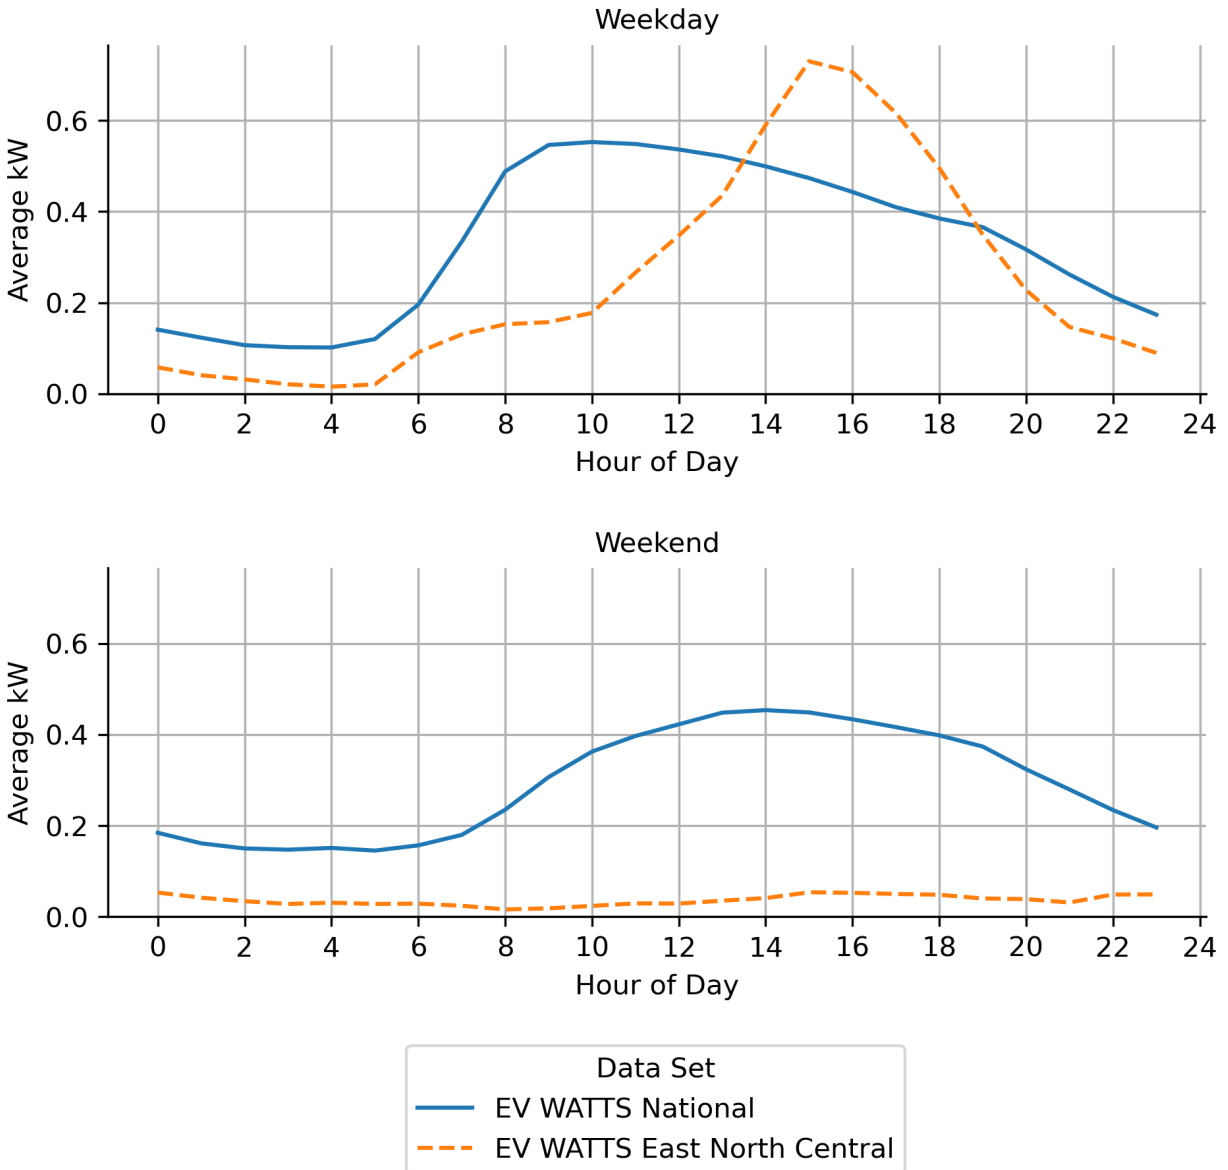 Weekday
Average kW
0.6
0.4
0.2
0.0
0 2 4 6 8 10 12 14 16 18 20 22 24
Hour of Day
Weekend
Average kW
0.6
0.4
0.2
0.0
0 2 4 6 8 10 12 14 16 18 20 22 24
Hour of Day
Data Set
EV WATTS National
EV WATTS East North Central